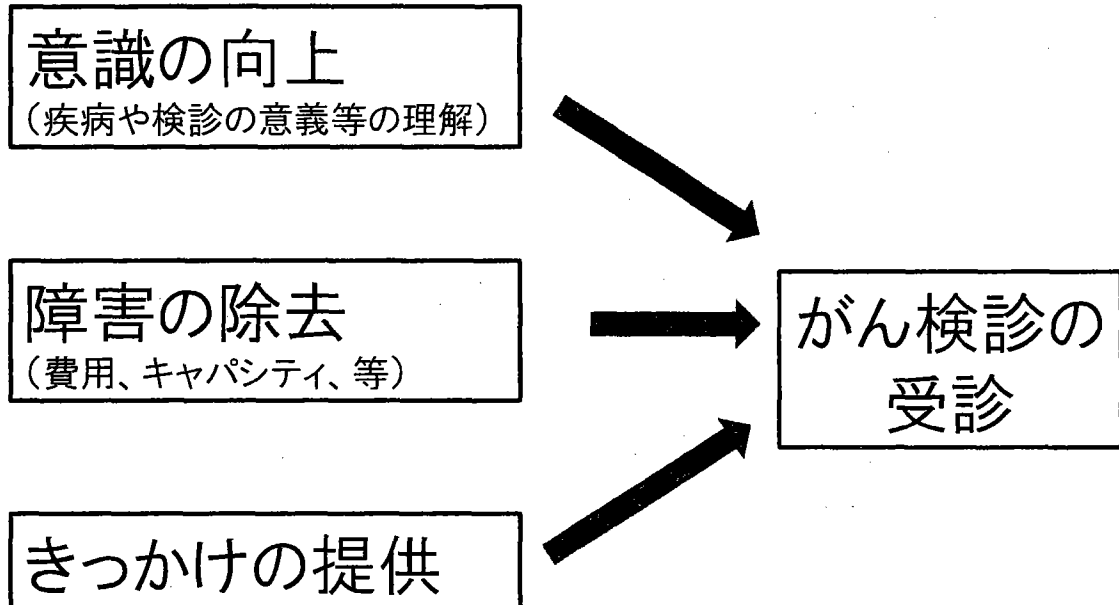 意識の向上
(疾病や検診の意義等の理解)
障害の除去
(費用、キャパシティ、等)
がん検診の
受診
きっかけの提供